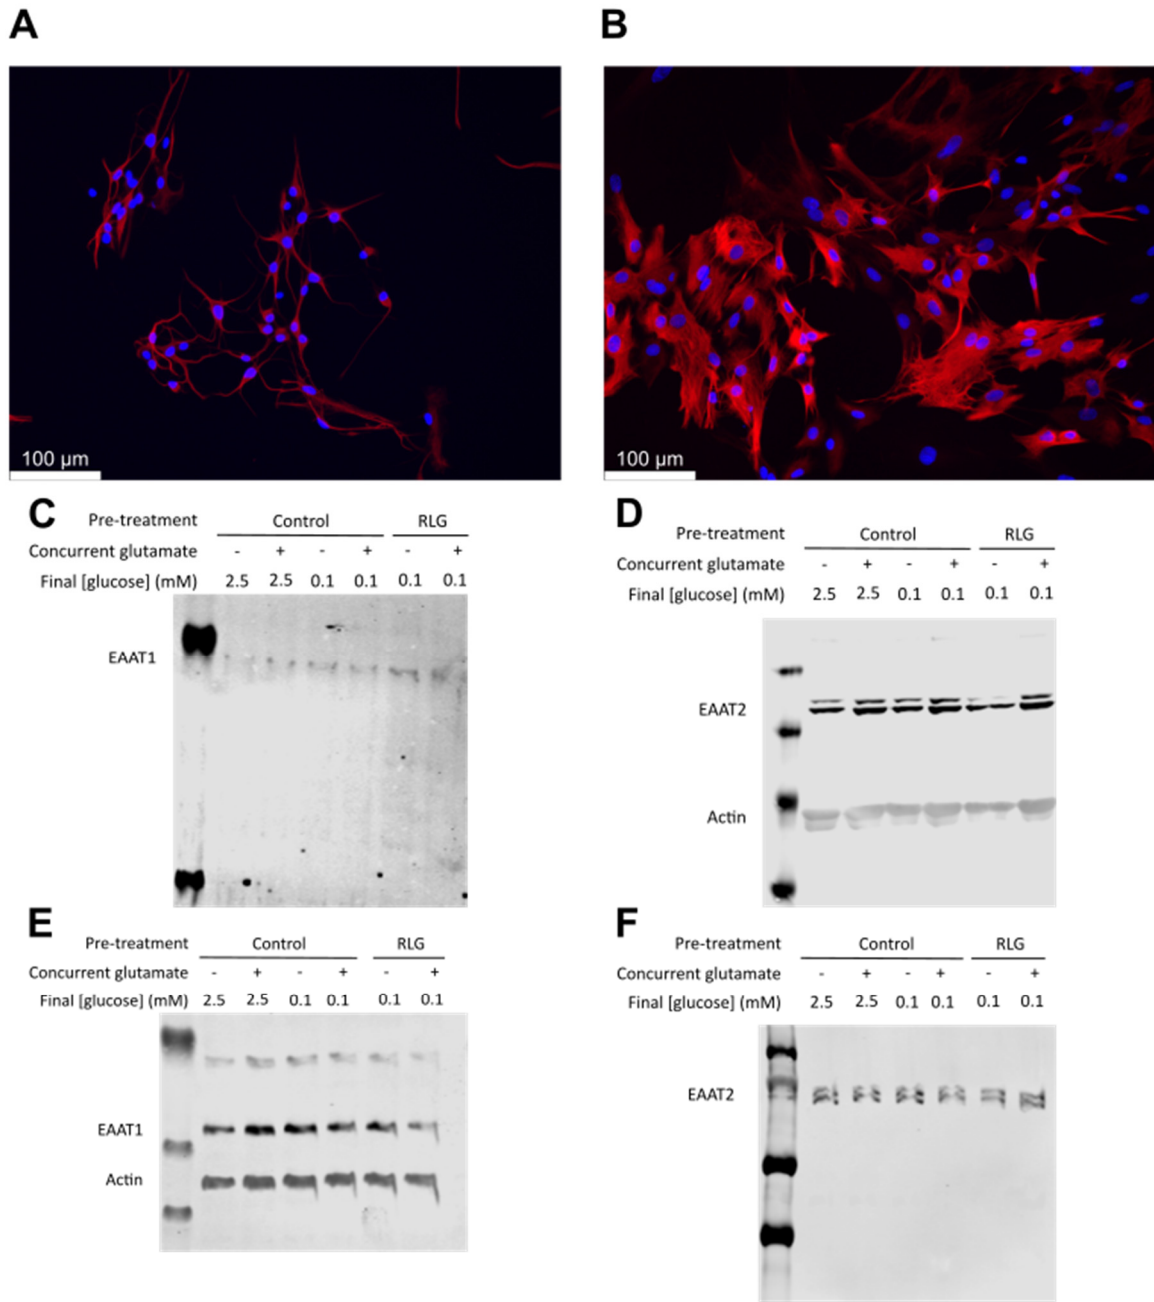 A
B
100 µm
100 µm
C
Pre-treatment Control RLG
Concurrent glutamate - + - + - +
Final [glucose] (mM) 2.5 2.5 0.1 0.1 0.1 0.1
EAAT1
D
Pre-treatment Control RLG
Concurrent glutamate - + - + - +
Final [glucose] (mM) 2.5 2.5 0.1 0.1 0.1 0.1
EAAT2
Actin
E
Pre-treatment Control RLG
Concurrent glutamate - + - + - +
Final [glucose] (mM) 2.5 2.5 0.1 0.1 0.1 0.1
EAAT1
Actin
F
Pre-treatment Control RLG
Concurrent glutamate - + - + - +
Final [glucose] (mM) 2.5 2.5 0.1 0.1 0.1 0.1
EAAT2